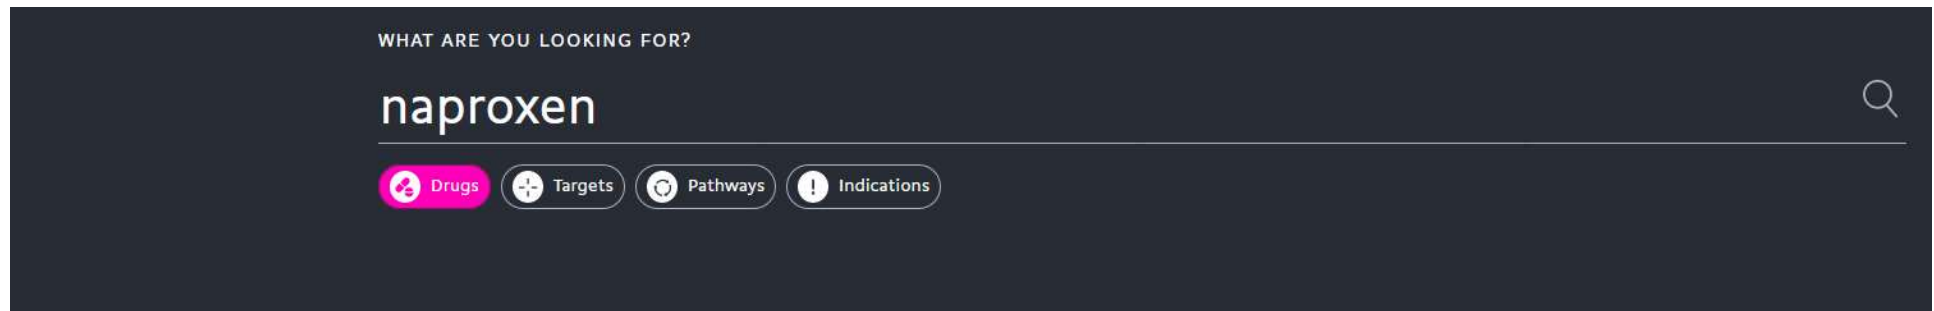 WHAT ARE YOU LOOKING FOR?
naproxen
Drugs Targets Pathways Indications